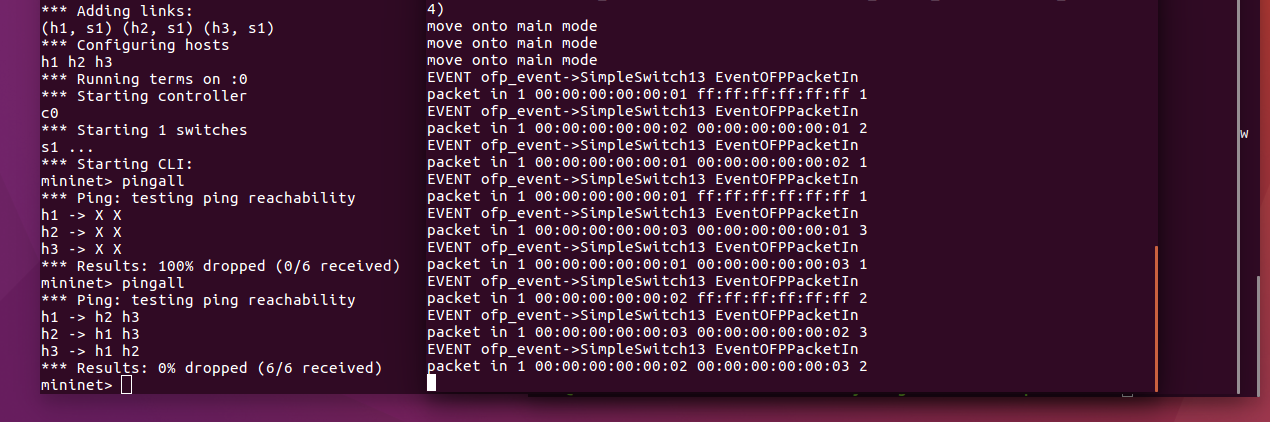 *** Adding links:
(h1, s1) (h2, s1) (h3, s1)
*** Configuring hosts
h1 h2 h3
*** Running terms on :0
*** Starting controller
c0
*** Starting 1 switches
s1 ...
*** Starting CLI:
mininet> pingall
*** Ping: testing ping reachability
h1 -> X X
h2 -> X X
h3 -> X X
*** Results: 100% dropped (0/6 received)
mininet> pingall
*** Ping: testing ping reachability
h1 -> h2 h3
h2 -> h1 h3
h3 -> h1 h2
*** Results: 0% dropped (6/6 received)
mininet>
4)
move onto main mode
move onto main mode
move onto main mode
EVENT ofp_event->SimpleSwitch13 EventOFPPacketIn
packet in 1 00:00:00:00:00:01 ff:ff:ff:ff:ff:ff 1
EVENT ofp_event->SimpleSwitch13 EventOFPPacketIn
packet in 1 00:00:00:00:00:02 00:00:00:00:00:01 2
EVENT ofp_event->SimpleSwitch13 EventOFPPacketIn
packet in 1 00:00:00:00:00:01 00:00:00:00:00:02 1
EVENT ofp_event->SimpleSwitch13 EventOFPPacketIn
packet in 1 00:00:00:00:00:01 ff:ff:ff:ff:ff:ff 1
EVENT ofp_event->SimpleSwitch13 EventOFPPacketIn
packet in 1 00:00:00:00:00:03 00:00:00:00:00:01 3
EVENT ofp_event->SimpleSwitch13 EventOFPPacketIn
packet in 1 00:00:00:00:00:01 00:00:00:00:00:03 1
EVENT ofp_event->SimpleSwitch13 EventOFPPacketIn
packet in 1 00:00:00:00:00:02 ff:ff:ff:ff:ff:ff 2
EVENT ofp_event->SimpleSwitch13 EventOFPPacketIn
packet in 1 00:00:00:00:00:03 00:00:00:00:00:02 3
EVENT ofp_event->SimpleSwitch13 EventOFPPacketIn
packet in 1 00:00:00:00:00:02 00:00:00:00:00:03 2
w